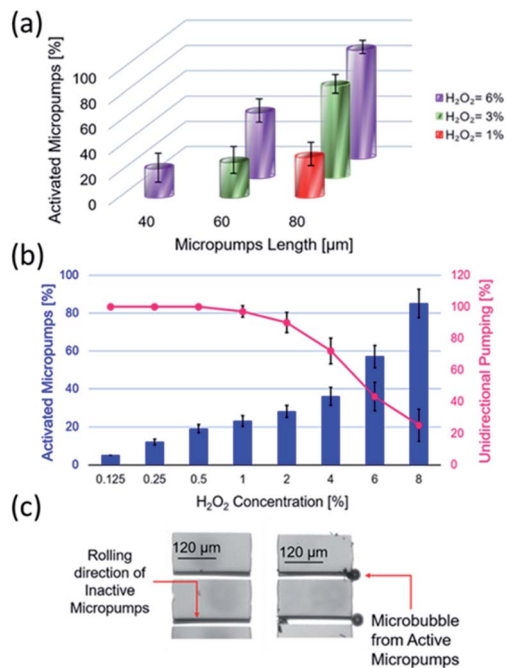 (a)
Activated Micropumps [%]
100
80
60
40
20
0
40
60
80
Micropumps Length [µm]
H₂O₂= 6%
H₂O₂= 3%
H₂O₂= 1%
(b)
Activated Micropumps [%]
100
80
60
40
20
0
120
100
80
60
40
20
0
Unidirectional Pumping [%]
0.125 0.25 0.5 1 2 4 6 8
H₂O₂ Concentration [%]
(c)
Rolling
direction of
Inactive
Micropumps
120 µm
120 µm
Microbubble
from Active
Micropumps